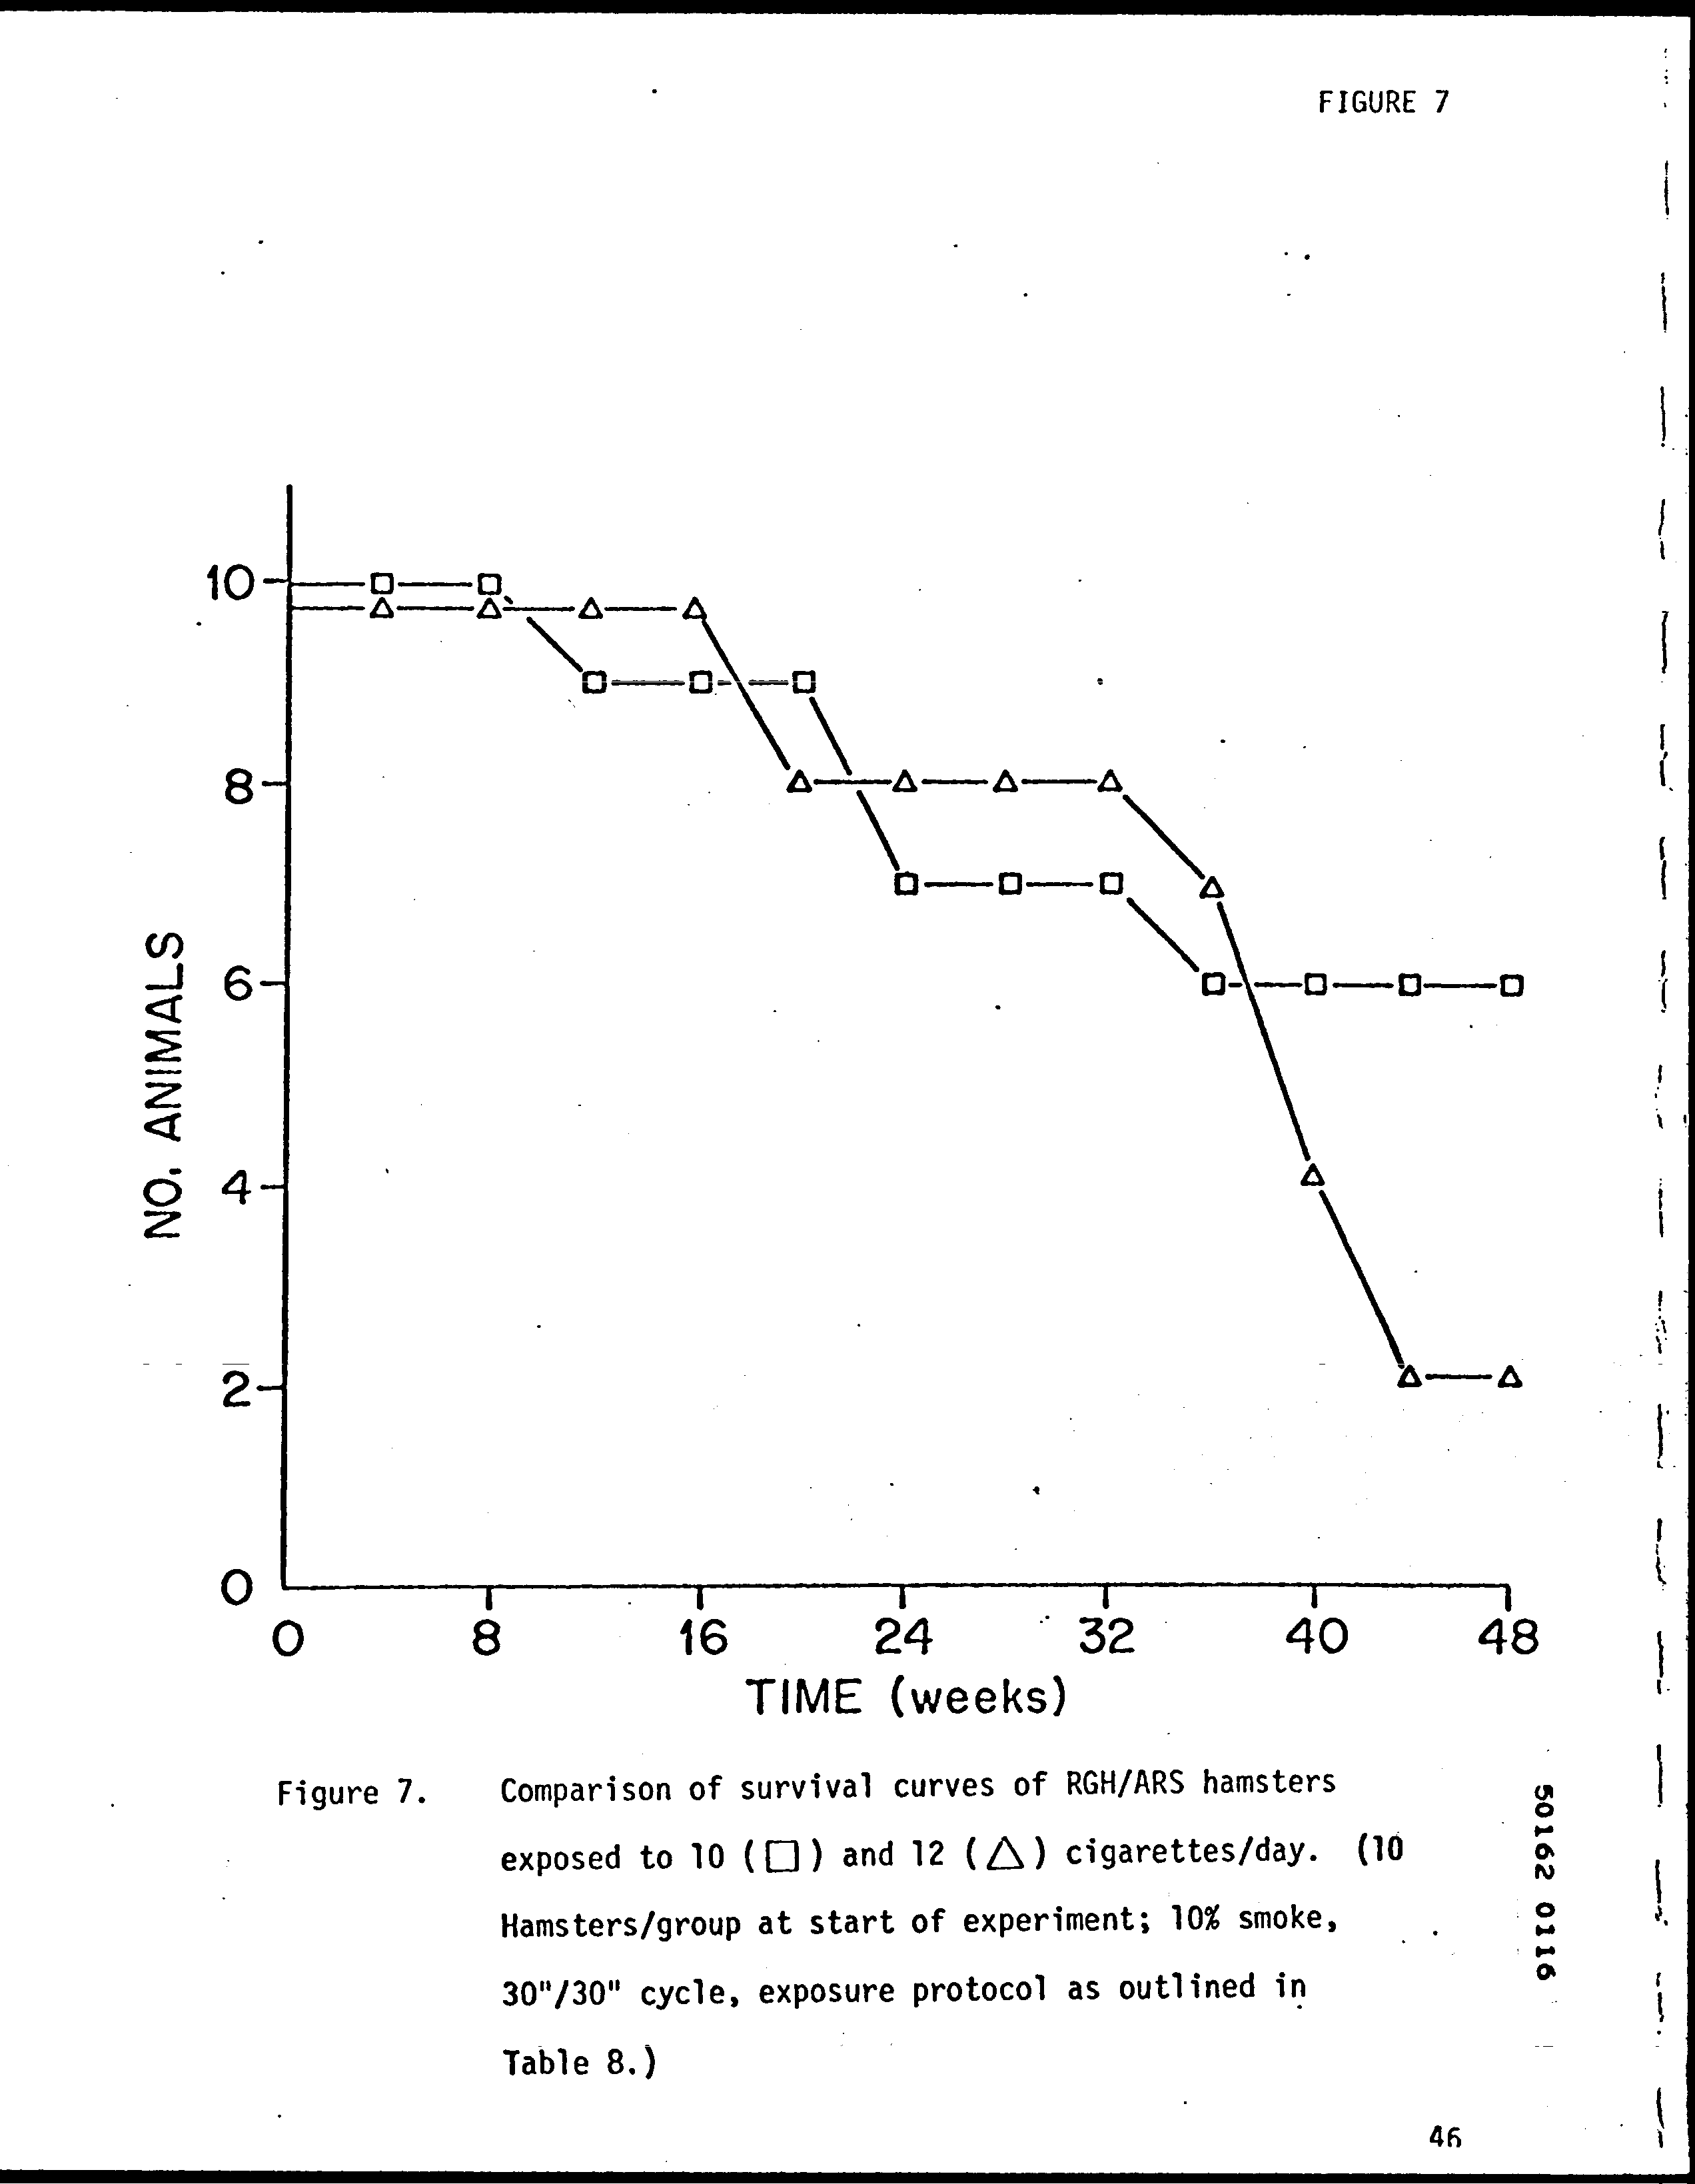 FIGURE 7
10
8
6
4
2
0
NO. ANIMALS
0 8 16 24 32 40 48
TIME (weeks)
Figure 7. Comparison of survival curves of RGH/ARS hamsters
exposed to 10 (□) and 12 (△) cigarettes/day. (10
Hamsters/group at start of experiment; 10% smoke,
30"/30" cycle, exposure protocol as outlined in
Table 8.)
50162 0116
46